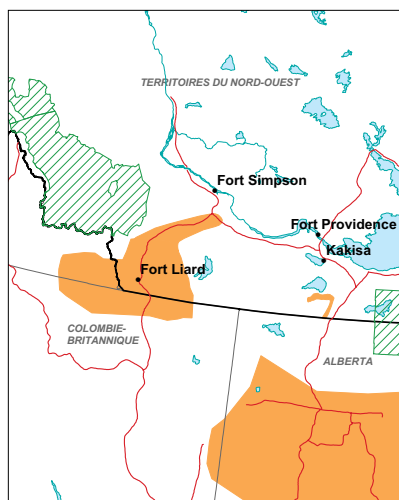 TERRITOIRES DU NORD-OUEST
Fort Simpson
Fort Providence
Kakisa
Fort Liard
COLOMBIE-
BRITANNIQUE
ALBERTA